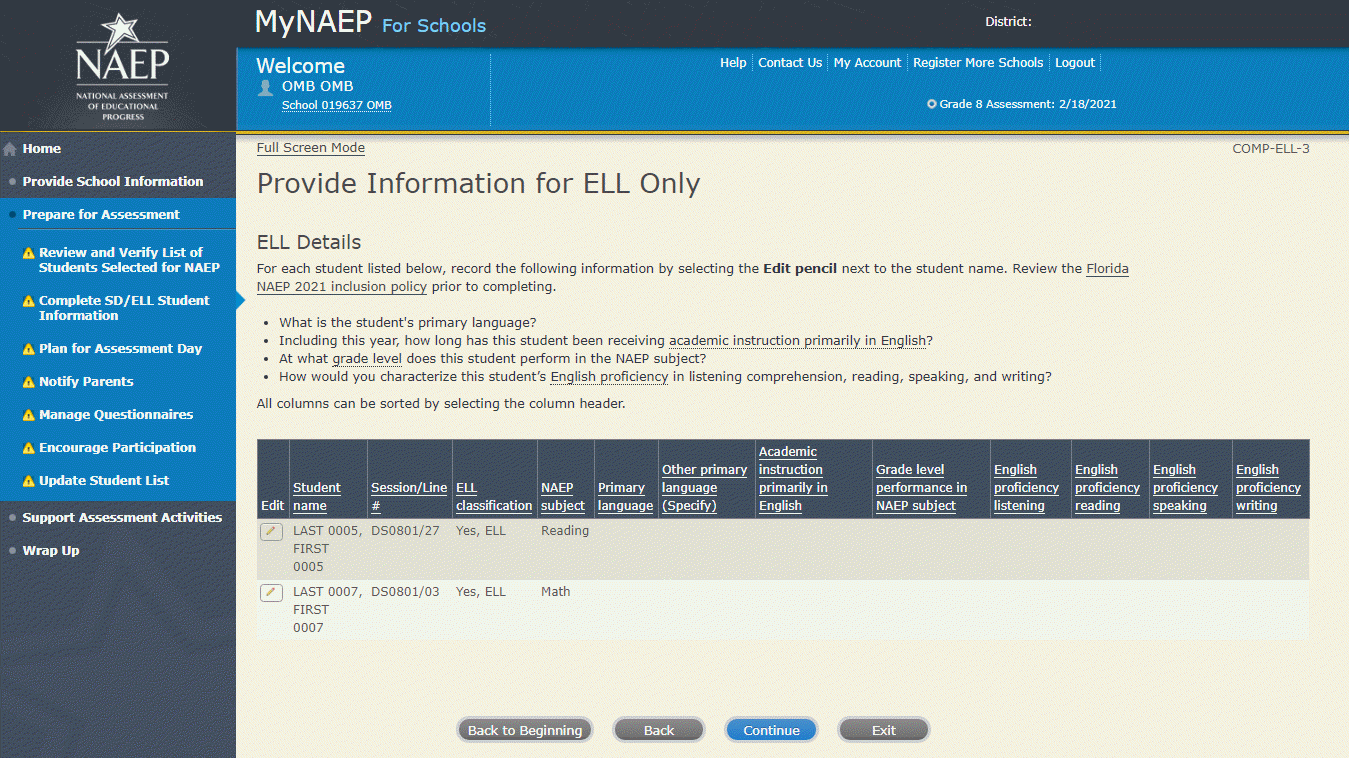 NAEP
NATIONAL ASSESSMENT
OF EDUCATIONAL
PROGRESS
MyNAEP For Schools
District:
Welcome
OMB OMB
School 019637 OMB
Help Contact Us My Account Register More Schools Logout
Grade 8 Assessment: 2/18/2021
Home
Provide School Information
Prepare for Assessment
Review and Verify List of
Students Selected for NAEP
Complete SD/ELL Student
Information
Plan for Assessment Day
Notify Parents
Manage Questionnaires
Encourage Participation
Update Student List
Support Assessment Activities
Wrap Up
Full Screen Mode
COMP-ELL-3
Provide Information for ELL Only
ELL Details
For each student listed below, record the following information by selecting the Edit pencil next to the student name. Review the Florida
NAEP 2021 inclusion policy prior to completing.
• What is the student's primary language?
• Including this year, how long has this student been receiving academic instruction primarily in English?
• At what grade level does this student perform in the NAEP subject?
• How would you characterize this student’s English proficiency in listening comprehension, reading, speaking, and writing?
All columns can be sorted by selecting the column header.
Edit
Student
name
Session/Line
#
ELL
classification
NAEP
subject
Primary
language
Other primary
language
(Specify)
Academic
instruction
primarily in
English
Grade level
performance in
NAEP subject
English
proficiency
listening
English
proficiency
reading
English
proficiency
speaking
English
proficiency
writing
LAST 0005, DS0801/27 Yes, ELL Reading
FIRST
0005
LAST 0007, DS0801/03 Yes, ELL Math
FIRST
0007
Back to Beginning Back Continue Exit